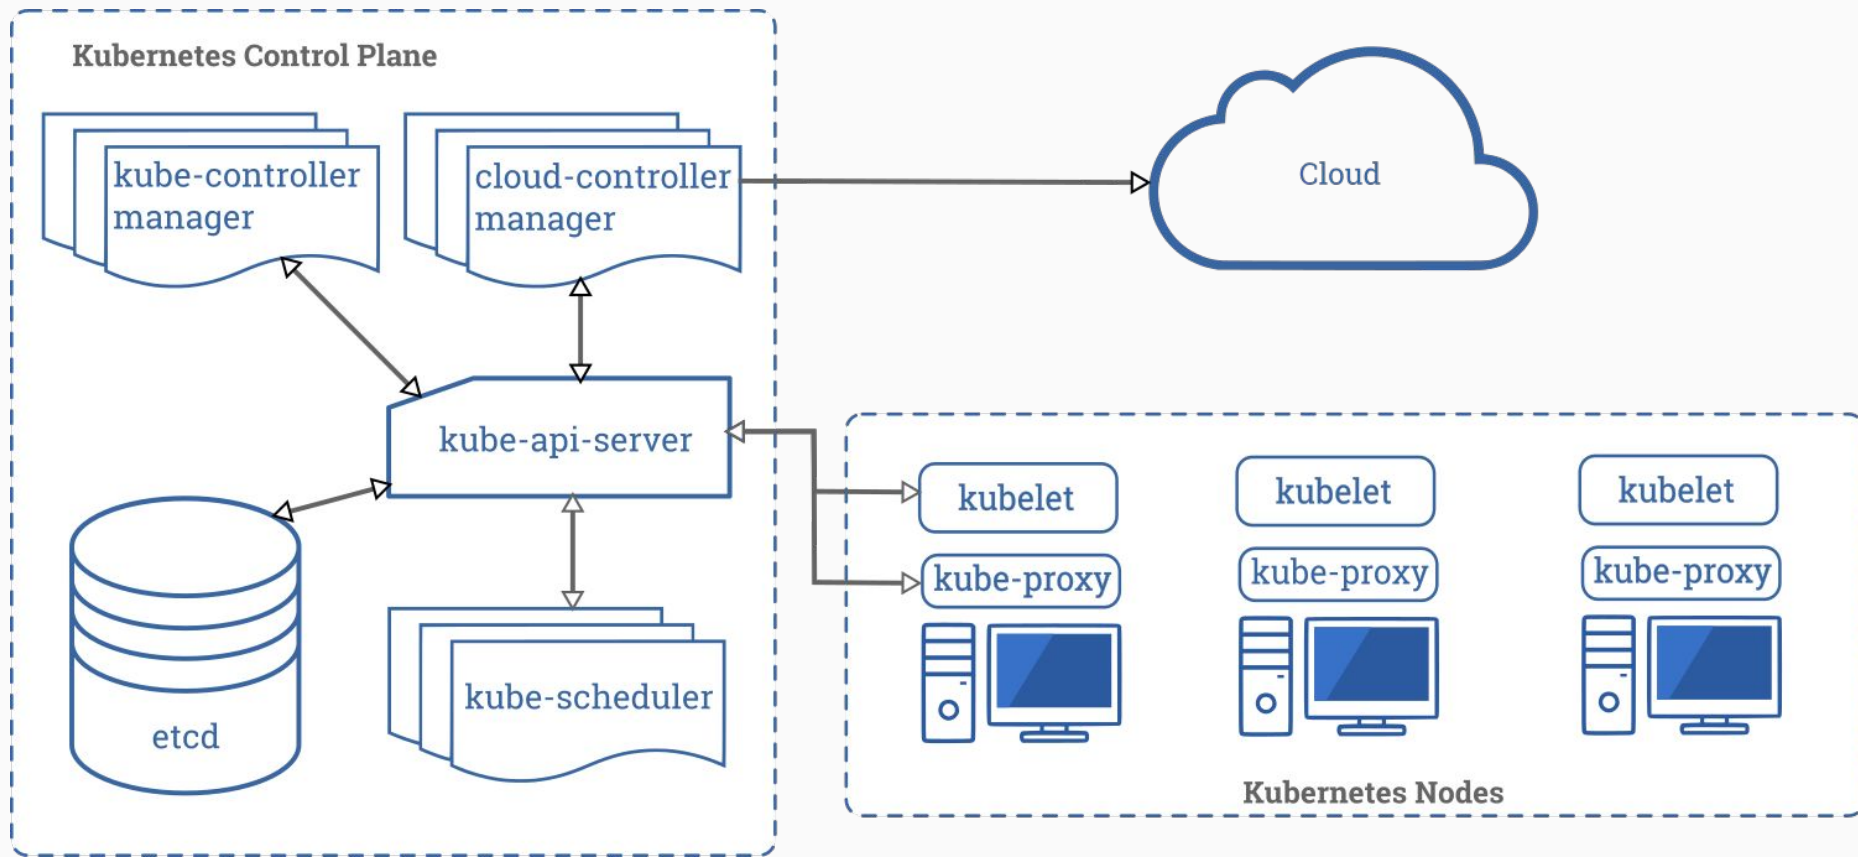 Kubernetes Control Plane
kube-controller
manager
cloud-controller
manager
Cloud
kube-api-server
etcd
kube-scheduler
kubelet
kubelet
kubelet
kube-proxy
kube-proxy
kube-proxy
Kubernetes Nodes